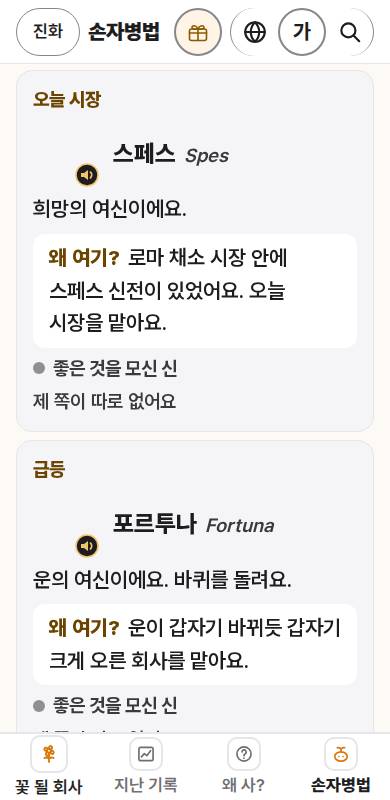 진화
손자병법
가
오늘 시장
스페스 Spes
희망의 여신이에요.
왜 여기? 로마 채소 시장 안에
스페스 신전이 있었어요. 오늘
시장을 맡아요.
좋은 것을 모신 신
제 쪽이 따로 없어요
급등
포르투나 Fortuna
운의 여신이에요. 바퀴를 돌려요.
왜 여기? 운이 갑자기 바뀌듯 갑자기
크게 오른 회사를 맡아요.
좋은 것을 모신 신
꽃 될 회사
지난 기록
왜 사?
손자병법